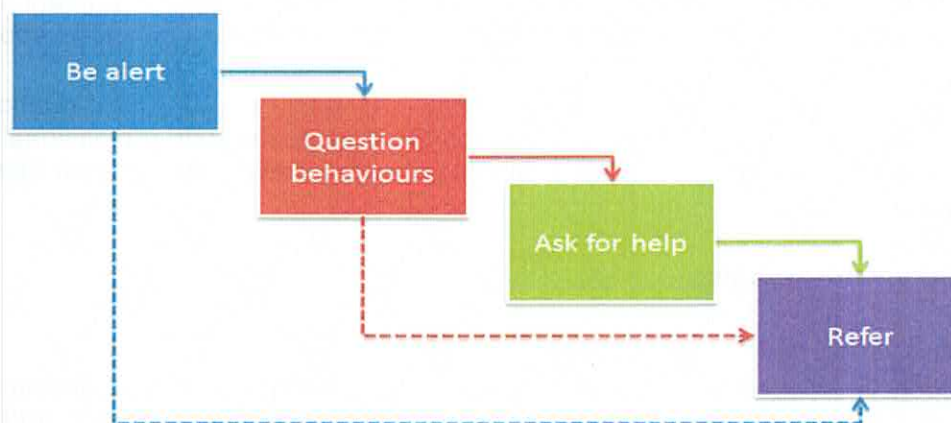 Be alert
Question
behaviours
Ask for help
Refer